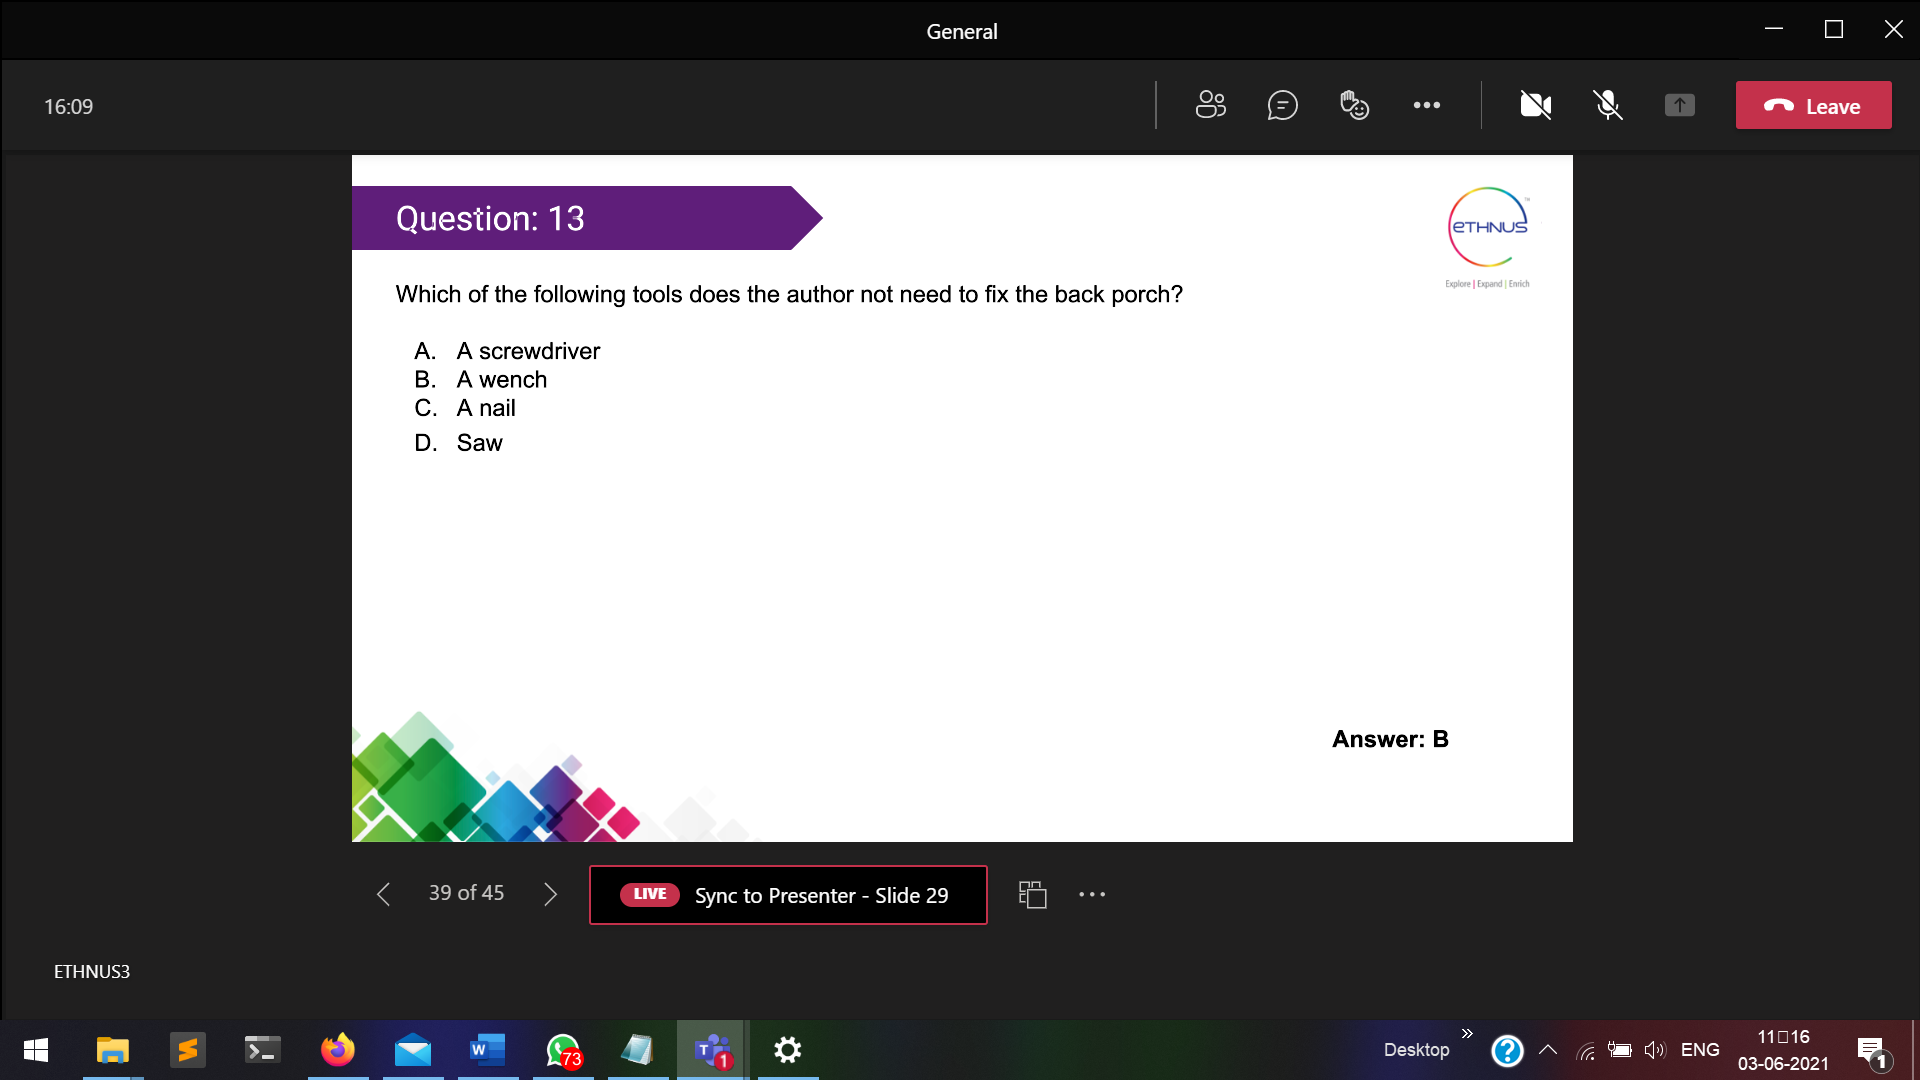 General
16:09
Leave
Question: 13
eTHNUS
TM
Explore | Expand | Enrich
Which of the following tools does the author not need to fix the back porch?
A. A screwdriver
B. A wench
C. A nail
D. Saw
Answer: B
39 of 45
LIVE Sync to Presenter - Slide 29
ETHNUS3
73
1
Desktop
ENG
11□16
03-06-2021
1